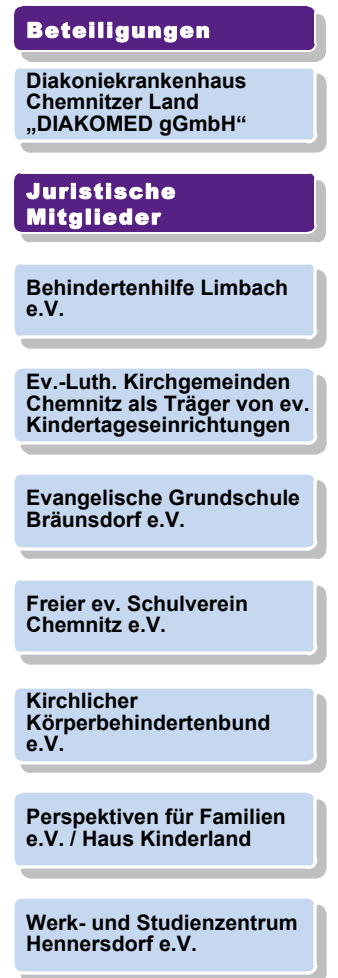 Beteiligungen
Diakoniekrankenhaus
Chemnitzer Land
„DIAKOMED gGmbH“
Juristische
Mitglieder
Behindertenhilfe Limbach
e.V.
Ev.-Luth. Kirchgemeinden
Chemnitz als Träger von ev.
Kindertageseinrichtungen
Evangelische Grundschule
Bräunsdorf e.V.
Freier ev. Schulverein
Chemnitz e.V.
Kirchlicher
Körperbehindertenbund
e.V.
Perspektiven für Familien
e.V. / Haus Kinderland
Werk- und Studienzentrum
Hennersdorf e.V.